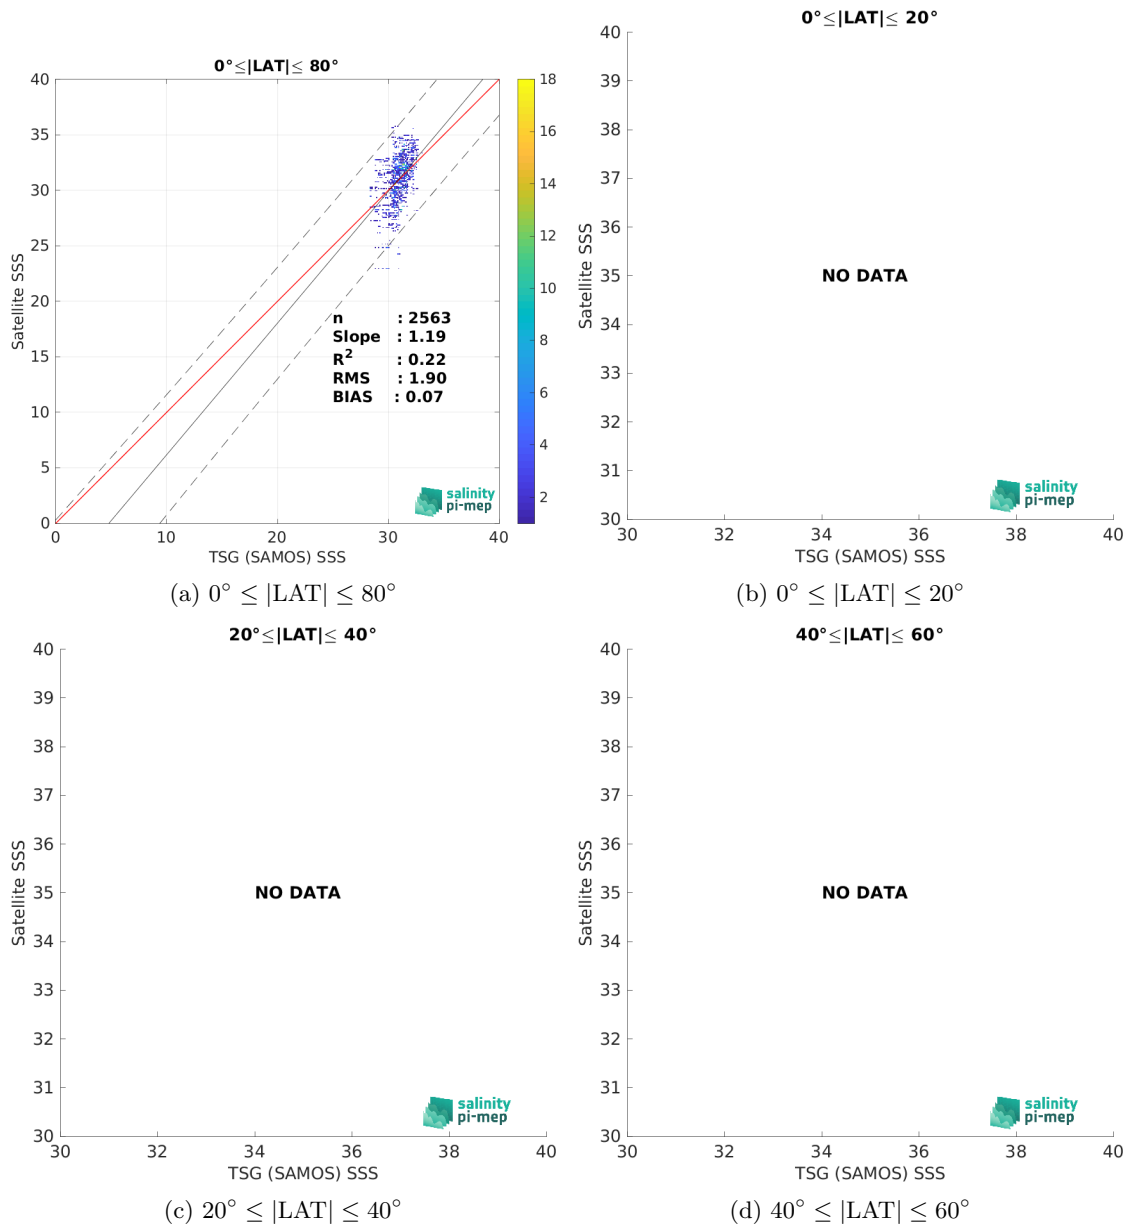 0°≤|LAT|≤ 80°
40
35
30
25
20
15
10
5
0
0
10
20
30
40
Satellite SSS
TSG (SAMOS) SSS
n : 2563
Slope : 1.19
R² : 0.22
RMS : 1.90
BIAS : 0.07
18
16
14
12
10
8
6
4
2
salinity
pi-mep
(a) 0° ≤ |LAT| ≤ 80°
0°≤|LAT|≤ 20°
40
39
38
37
36
35
34
33
32
31
30
30
32
34
36
38
40
Satellite SSS
NO DATA
TSG (SAMOS) SSS
salinity
pi-mep
(b) 0° ≤ |LAT| ≤ 20°
20°≤|LAT|≤ 40°
40
39
38
37
36
35
34
33
32
31
30
30
32
34
36
38
40
Satellite SSS
NO DATA
TSG (SAMOS) SSS
salinity
pi-mep
(c) 20° ≤ |LAT| ≤ 40°
40°≤|LAT|≤ 60°
40
39
38
37
36
35
34
33
32
31
30
30
32
34
36
38
40
Satellite SSS
NO DATA
TSG (SAMOS) SSS
salinity
pi-mep
(d) 40° ≤ |LAT| ≤ 60°